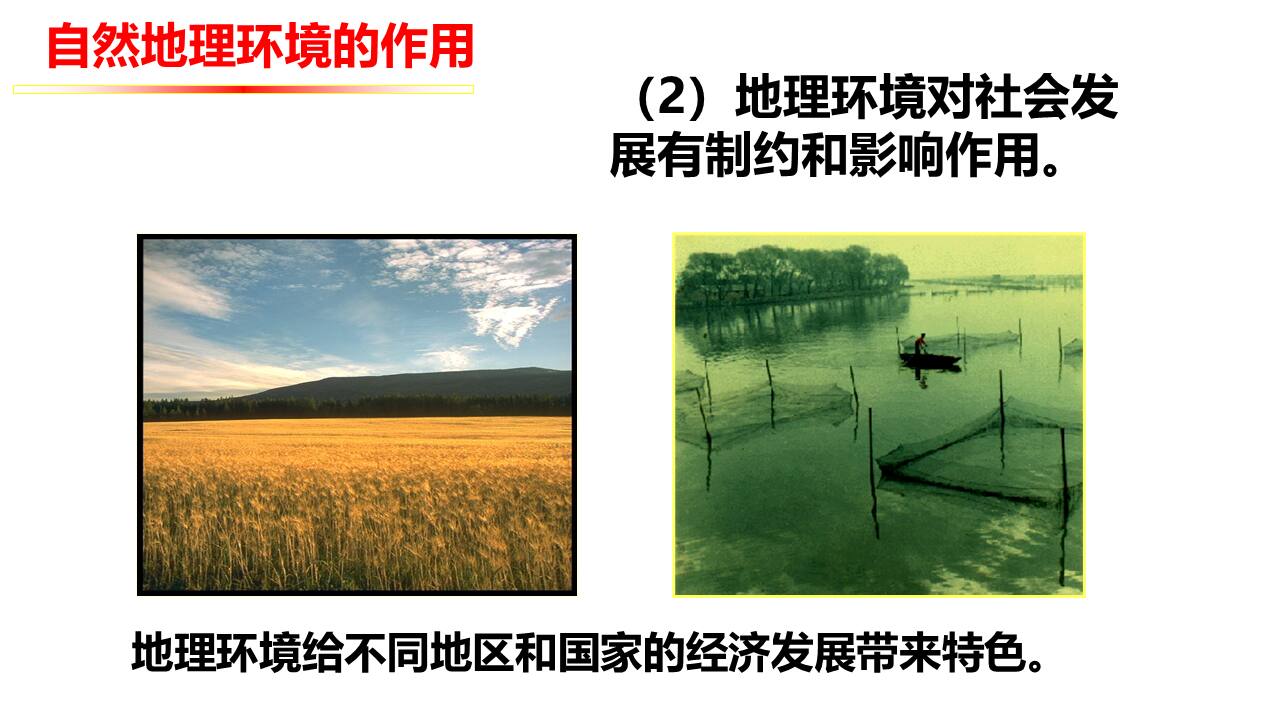 自然地理环境的作用
（2）地理环境对社会发
展有制约和影响作用。
地理环境给不同地区和国家的经济发展带来特色。